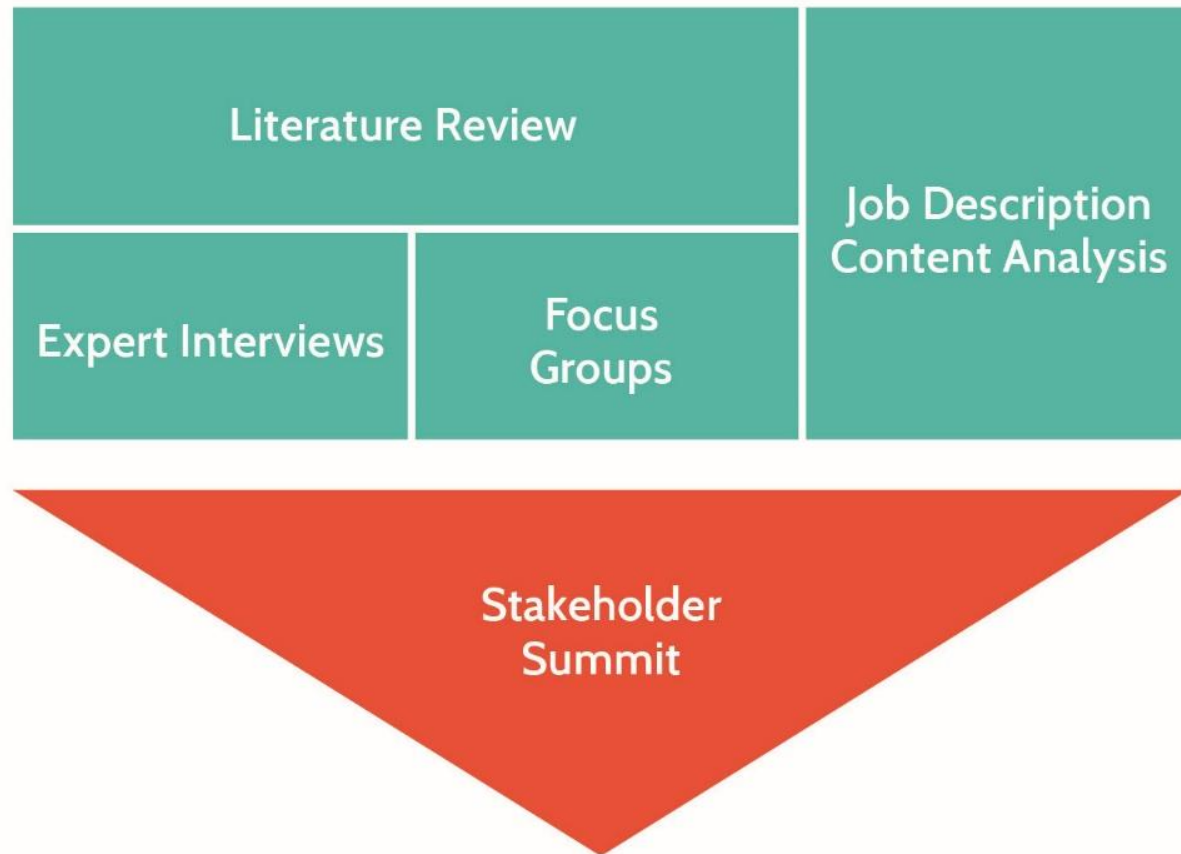 Literature Review
Job Description
Content Analysis
Expert Interviews
Focus
Groups
Stakeholder
Summit